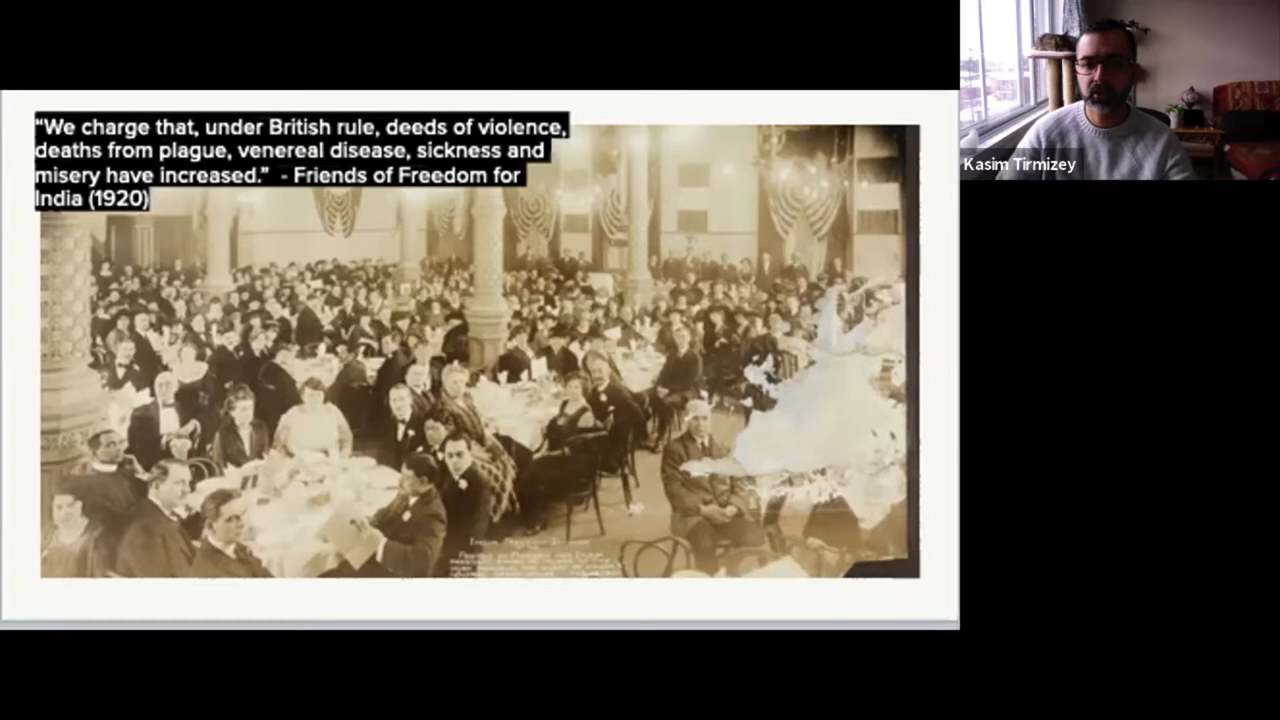 “We charge that, under British rule, deeds of violence,
deaths from plague, venereal disease, sickness and
misery have increased.” - Friends of Freedom for
India (1920)
Kasim Tirmizey